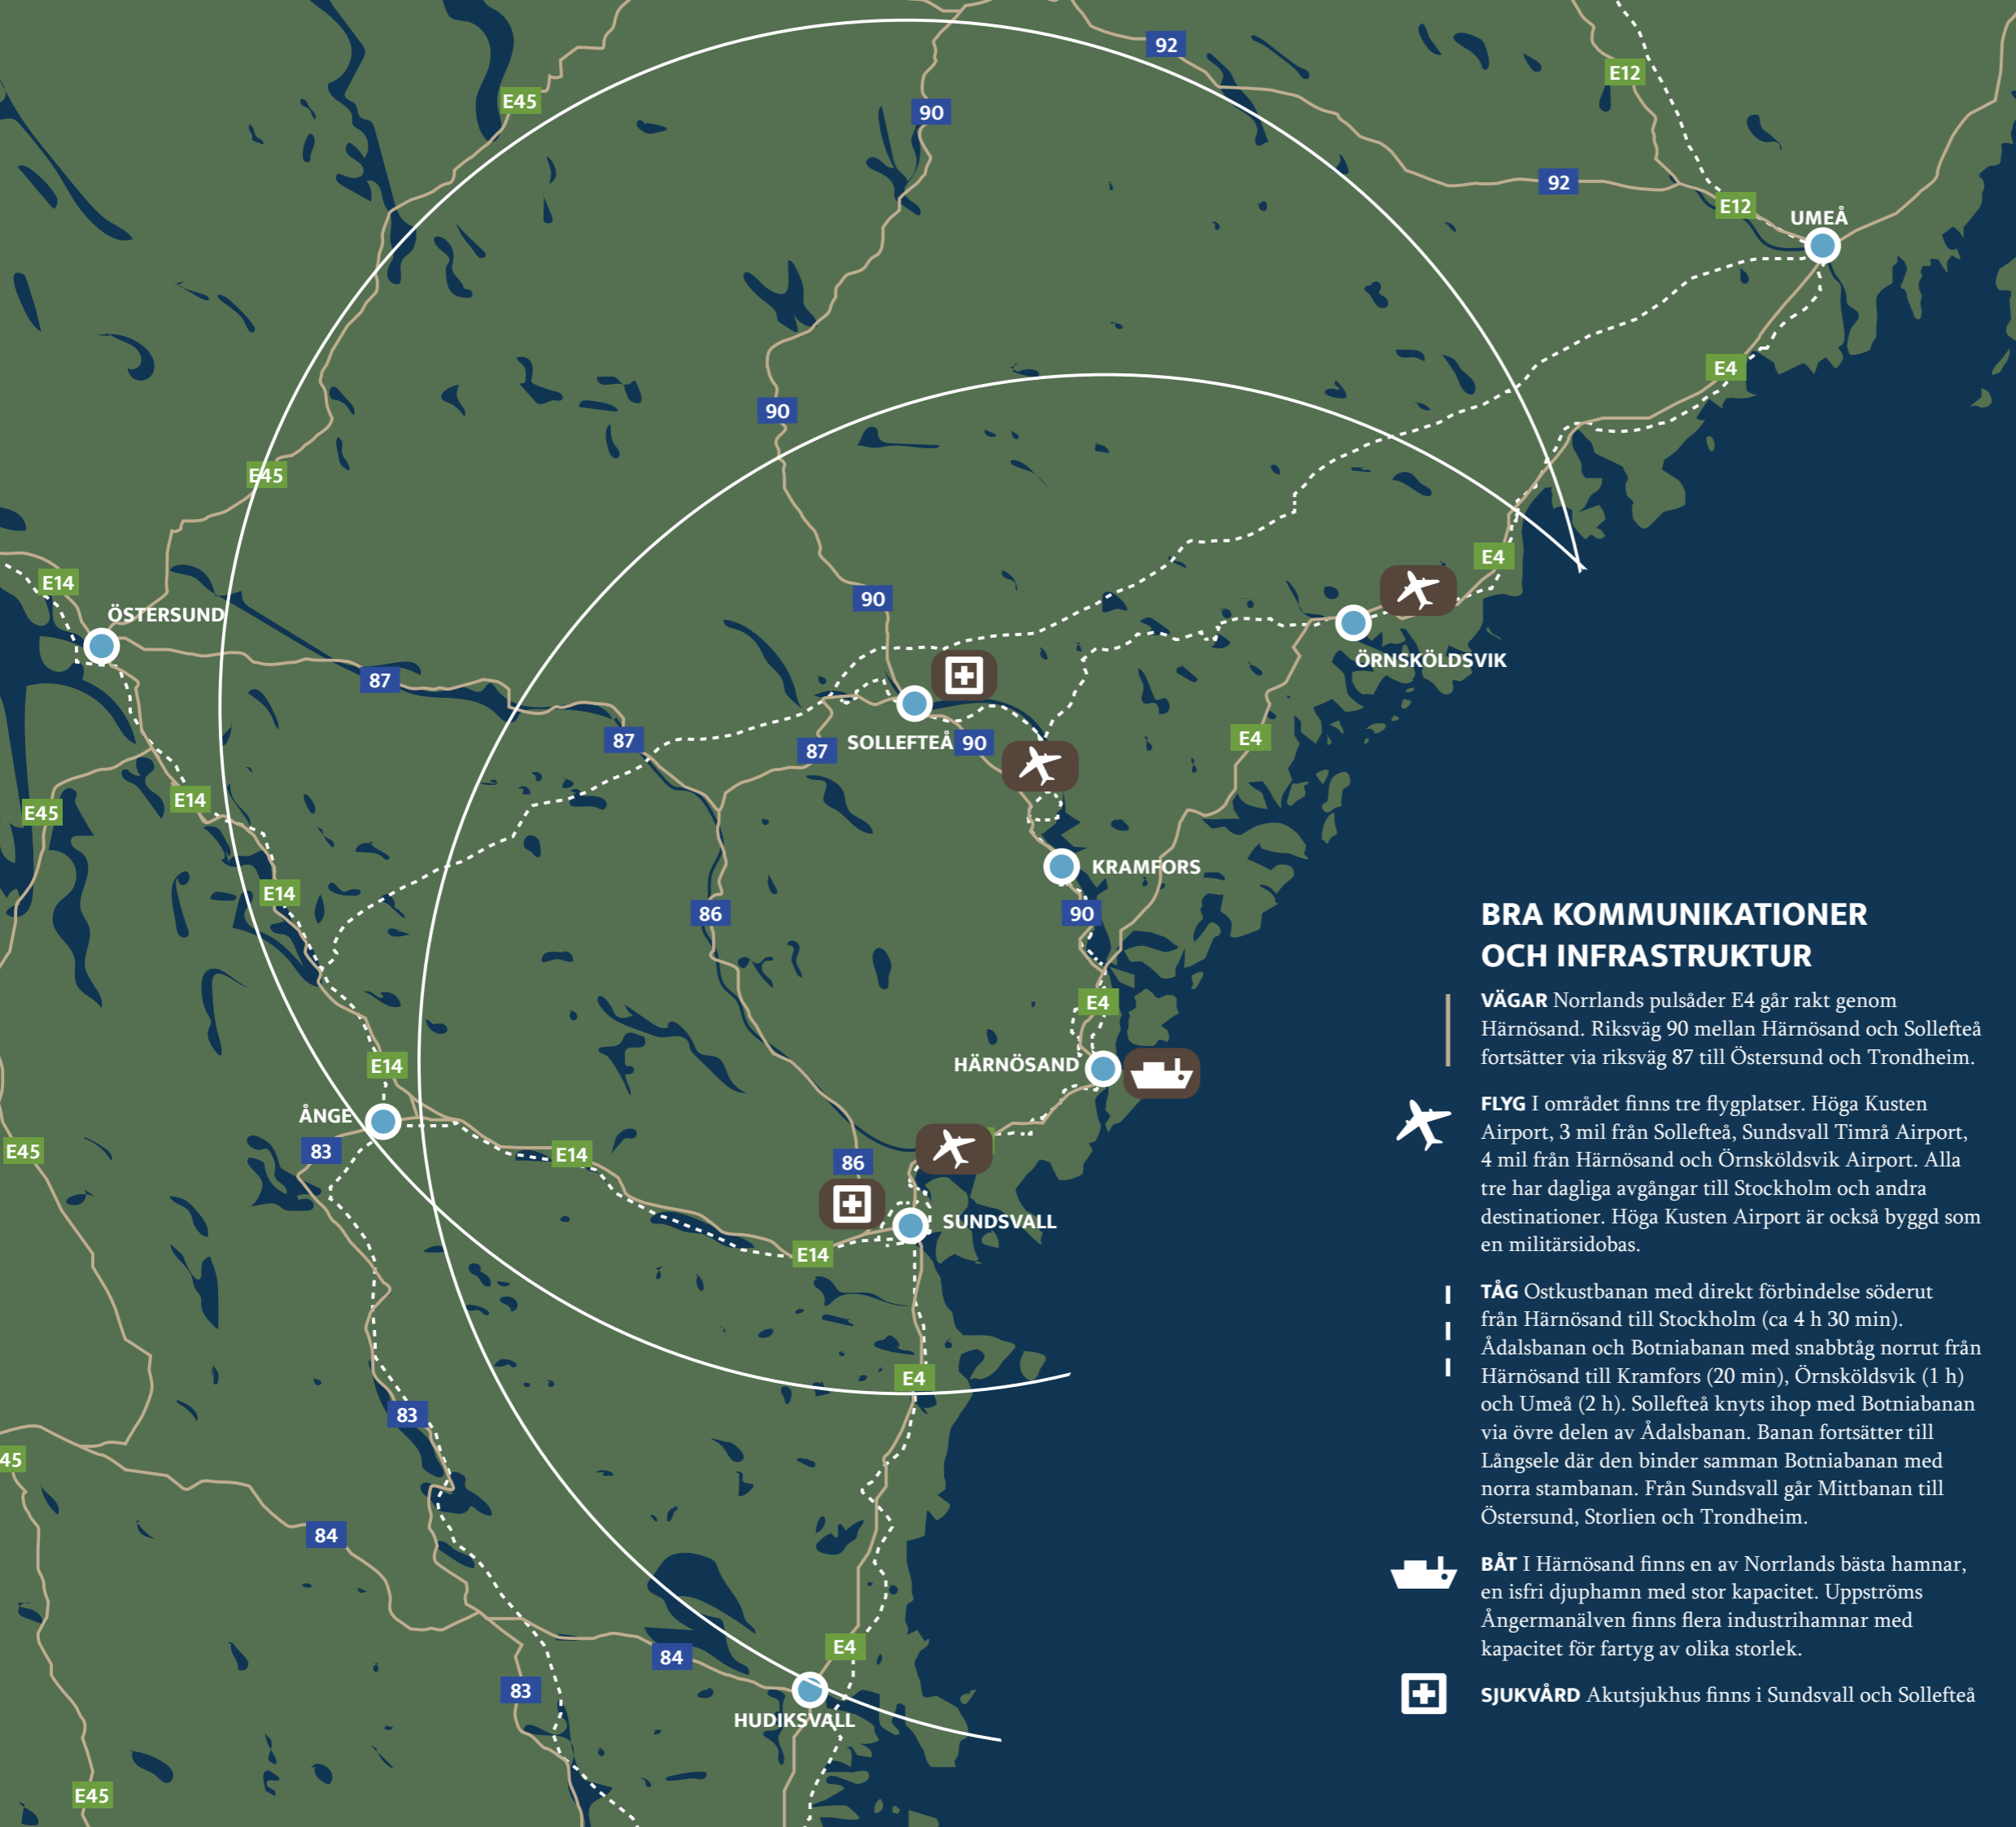 92
E12
E45
90
92
E12
UMEÅ
E4
90
E45
E4
E14
90
ÖSTERSUND
ÖRNSKÖLDSVIK
87
87
87
SOLLEFTEÅ
90
E4
E14
E45
KRAMFORS
E14
86
90
E4
HÄRNÖSAND
E14
ÅNGE
83
E45
E14
86
SUNDSVALL
E14
E4
83
45
84
E4
84
83
HUDIKSVALL
E45
BRA KOMMUNIKATIONER
OCH INFRASTRUKTUR
VÄGAR Norrlands pulsåder E4 går rakt genom
Härnösand. Riksväg 90 mellan Härnösand och Sollefteå
fortsätter via riksväg 87 till Östersund och Trondheim.
FLYG I området finns tre flygplatser. Höga Kusten
Airport, 3 mil från Sollefteå, Sundsvall Timrå Airport,
4 mil från Härnösand och Örnsköldsvik Airport. Alla
tre har dagliga avgångar till Stockholm och andra
destinationer. Höga Kusten Airport är också byggd som
en militärsidobas.
TÅG Ostkustbanan med direkt förbindelse söderut
från Härnösand till Stockholm (ca 4 h 30 min).
Ådalsbanan och Botniabanan med snabbtåg norrut från
Härnösand till Kramfors (20 min), Örnsköldsvik (1 h)
och Umeå (2 h). Sollefteå knyts ihop med Botniabanan
via övre delen av Ådalsbanan. Banan fortsätter till
Långsele där den binder samman Botniabanan med
norra stambanan. Från Sundsvall går Mittbanan till
Östersund, Storlien och Trondheim.
BÅT I Härnösand finns en av Norrlands bästa hamnar,
en isfri djuphamn med stor kapacitet. Uppströms
Ångermanälven finns flera industrihamnar med
kapacitet för fartyg av olika storlek.
SJUKVÅRD Akutsjukhus finns i Sundsvall och Sollefteå